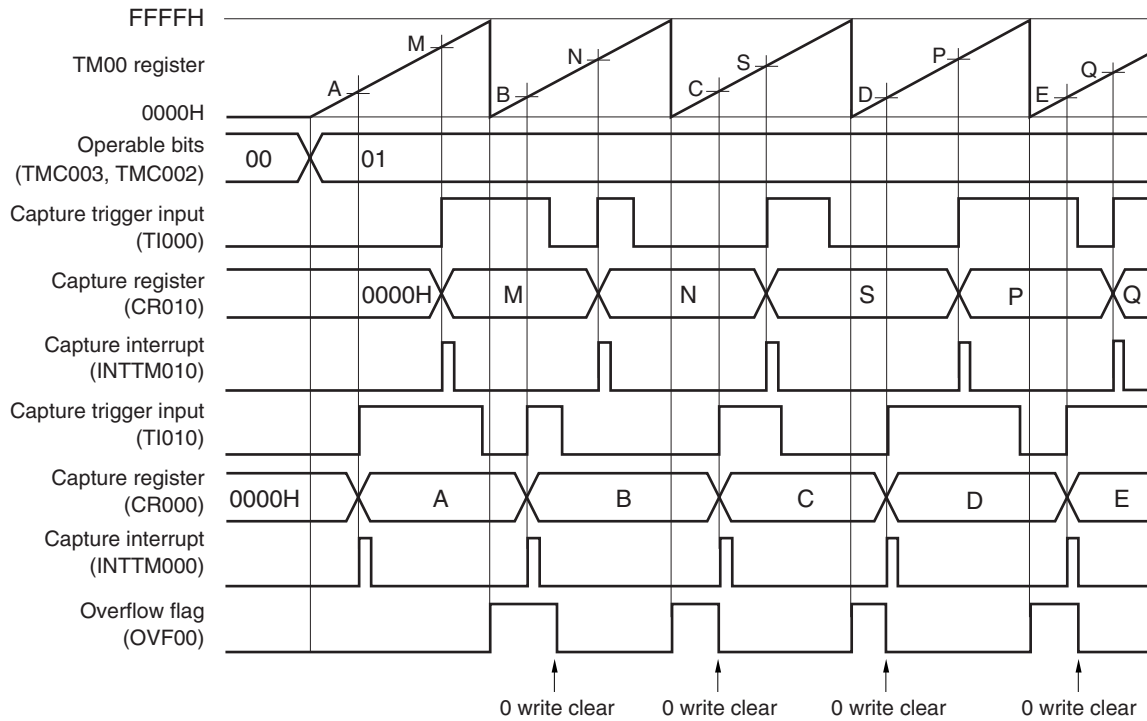 FFFFH
TM00 register
0000H
A
M
B
N
C
S
D
P
E
Q
Operable bits
(TMC003, TMC002)
00
01
Capture trigger input
(TI000)
Capture register
(CR010)
0000H
M
N
S
P
Q
Capture interrupt
(INTTM010)
Capture trigger input
(TI010)
Capture register
(CR000)
0000H
A
B
C
D
E
Capture interrupt
(INTTM000)
Overflow flag
(OVF00)
0 write clear
0 write clear
0 write clear
0 write clear